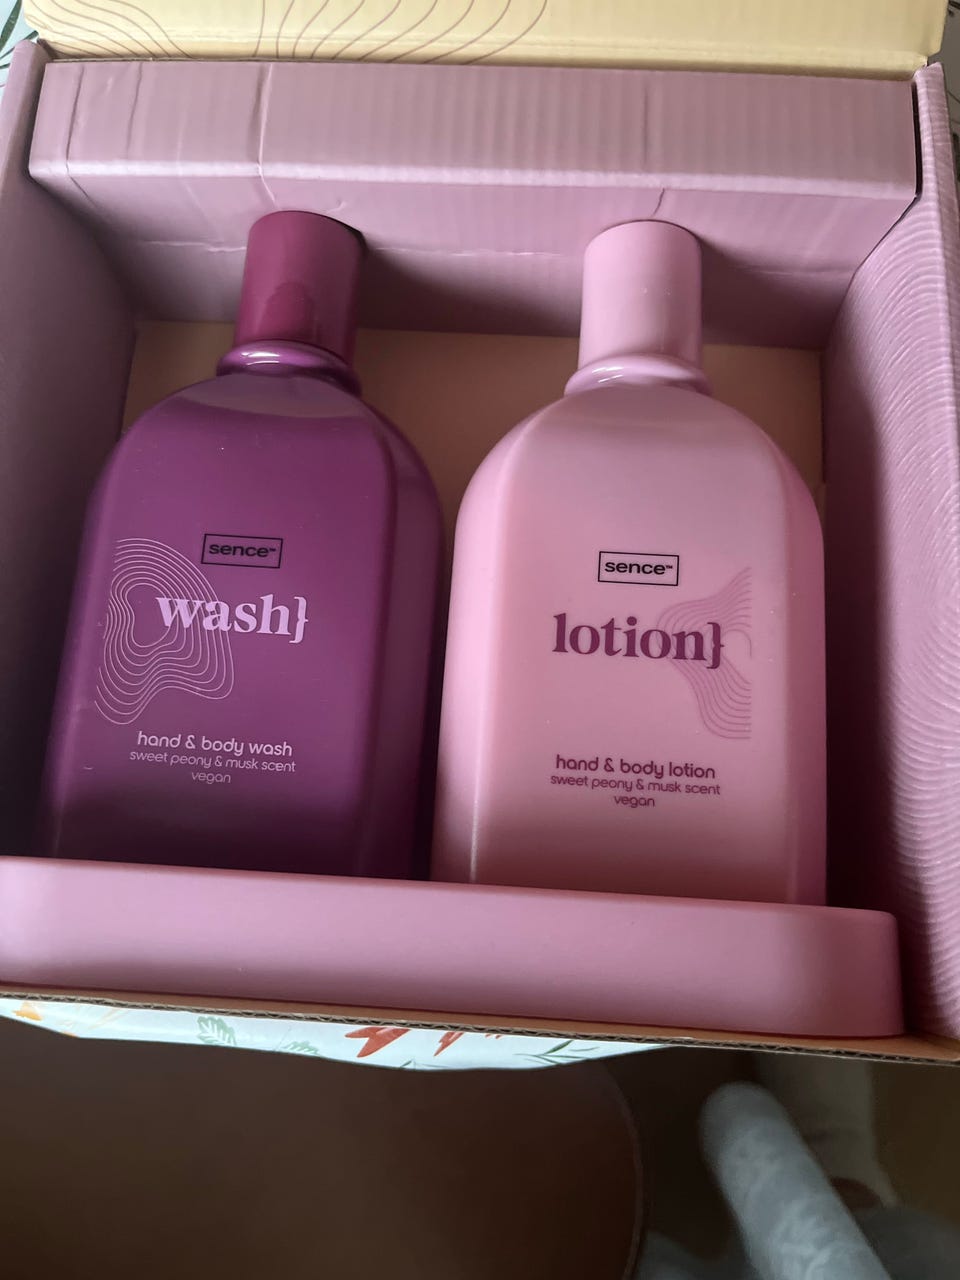 sence™
wash}
hand & body wash
sweet peony & musk scent
vegan
sence™
lotion}
hand & body lotion
sweet peony & musk scent
vegan